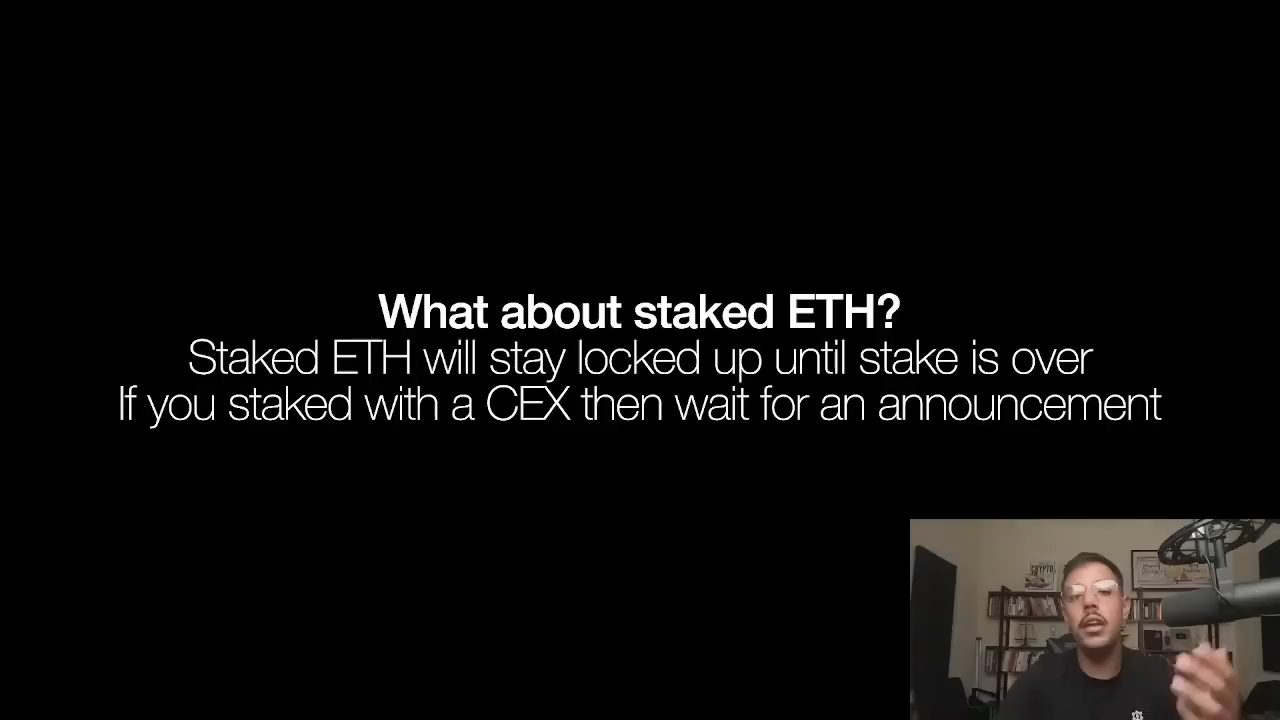 What about staked ETH?
Staked ETH will stay locked up until stake is over
If you staked with a CEX then wait for an announcement
CRYPTO